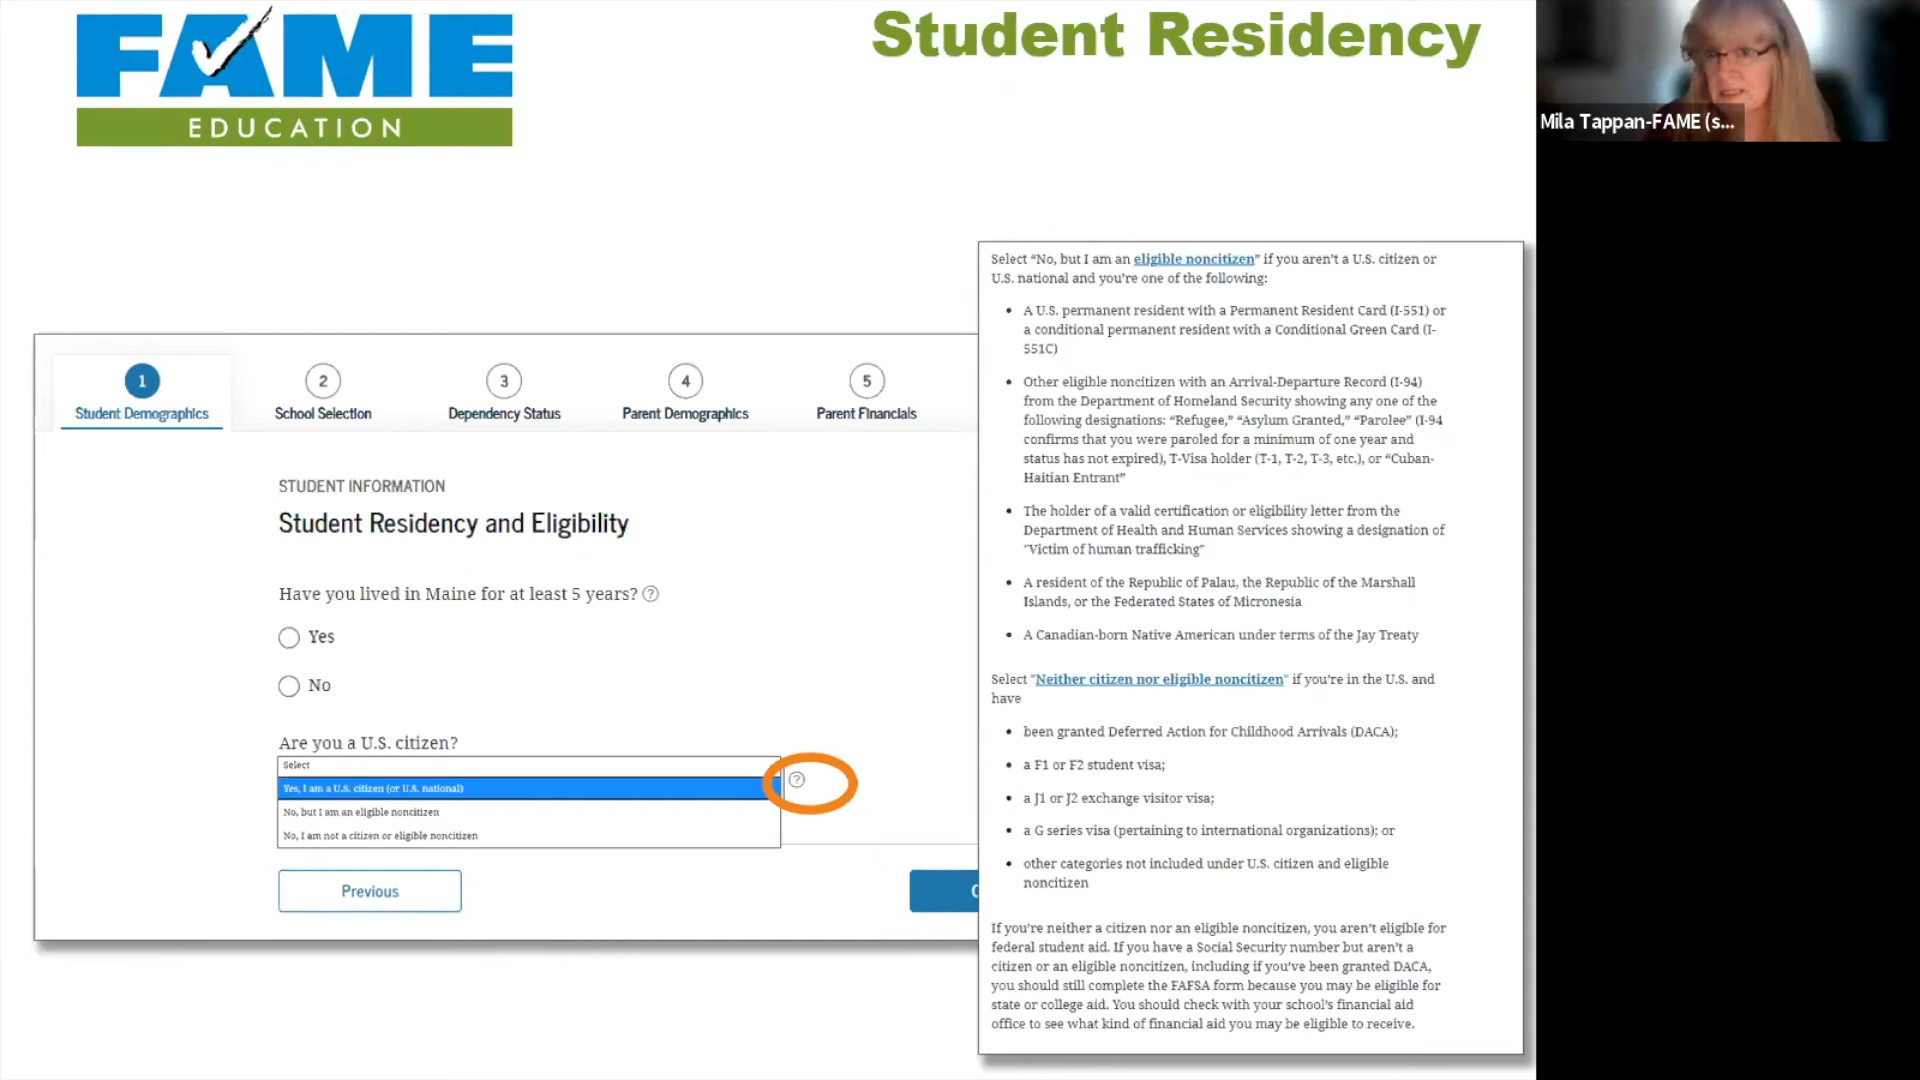 FAME
EDUCATION
Student Residency
Mila Tappan-FAME (s...
1
Student Demographics
2
School Selection
3
Dependency Status
4
Parent Demographics
5
Parent Financials
STUDENT INFORMATION
Student Residency and Eligibility
Have you lived in Maine for at least 5 years? ?
Yes
No
Are you a U.S. citizen?
Select
Yes, I am a U.S. citizen (or U.S. national)
?
No, but I am an eligible noncitizen
No, I am not a citizen or eligible noncitizen
Previous
Select “No, but I am an eligible noncitizen” if you aren’t a U.S. citizen or
U.S. national and you’re one of the following:
• A U.S. permanent resident with a Permanent Resident Card (I-551) or
a conditional permanent resident with a Conditional Green Card (I-
551C)
• Other eligible noncitizen with an Arrival-Departure Record (I-94)
from the Department of Homeland Security showing any one of the
following designations: “Refugee,” “Asylum Granted,” “Parolee” (I-94
confirms that you were paroled for a minimum of one year and
status has not expired), T-Visa holder (T-1, T-2, T-3, etc.), or “Cuban-
Haitian Entrant”
• The holder of a valid certification or eligibility letter from the
Department of Health and Human Services showing a designation of
"Victim of human trafficking"
• A resident of the Republic of Palau, the Republic of the Marshall
Islands, or the Federated States of Micronesia
• A Canadian-born Native American under terms of the Jay Treaty
Select "Neither citizen nor eligible noncitizen" if you’re in the U.S. and
have
• been granted Deferred Action for Childhood Arrivals (DACA);
• a F1 or F2 student visa;
• a J1 or J2 exchange visitor visa;
• a G series visa (pertaining to international organizations); or
• other categories not included under U.S. citizen and eligible
noncitizen
If you’re neither a citizen nor an eligible noncitizen, you aren’t eligible for
federal student aid. If you have a Social Security number but aren’t a
citizen or an eligible noncitizen, including if you’ve been granted DACA,
you should still complete the FAFSA form because you may be eligible for
state or college aid. You should check with your school’s financial aid
office to see what kind of financial aid you may be eligible to receive.